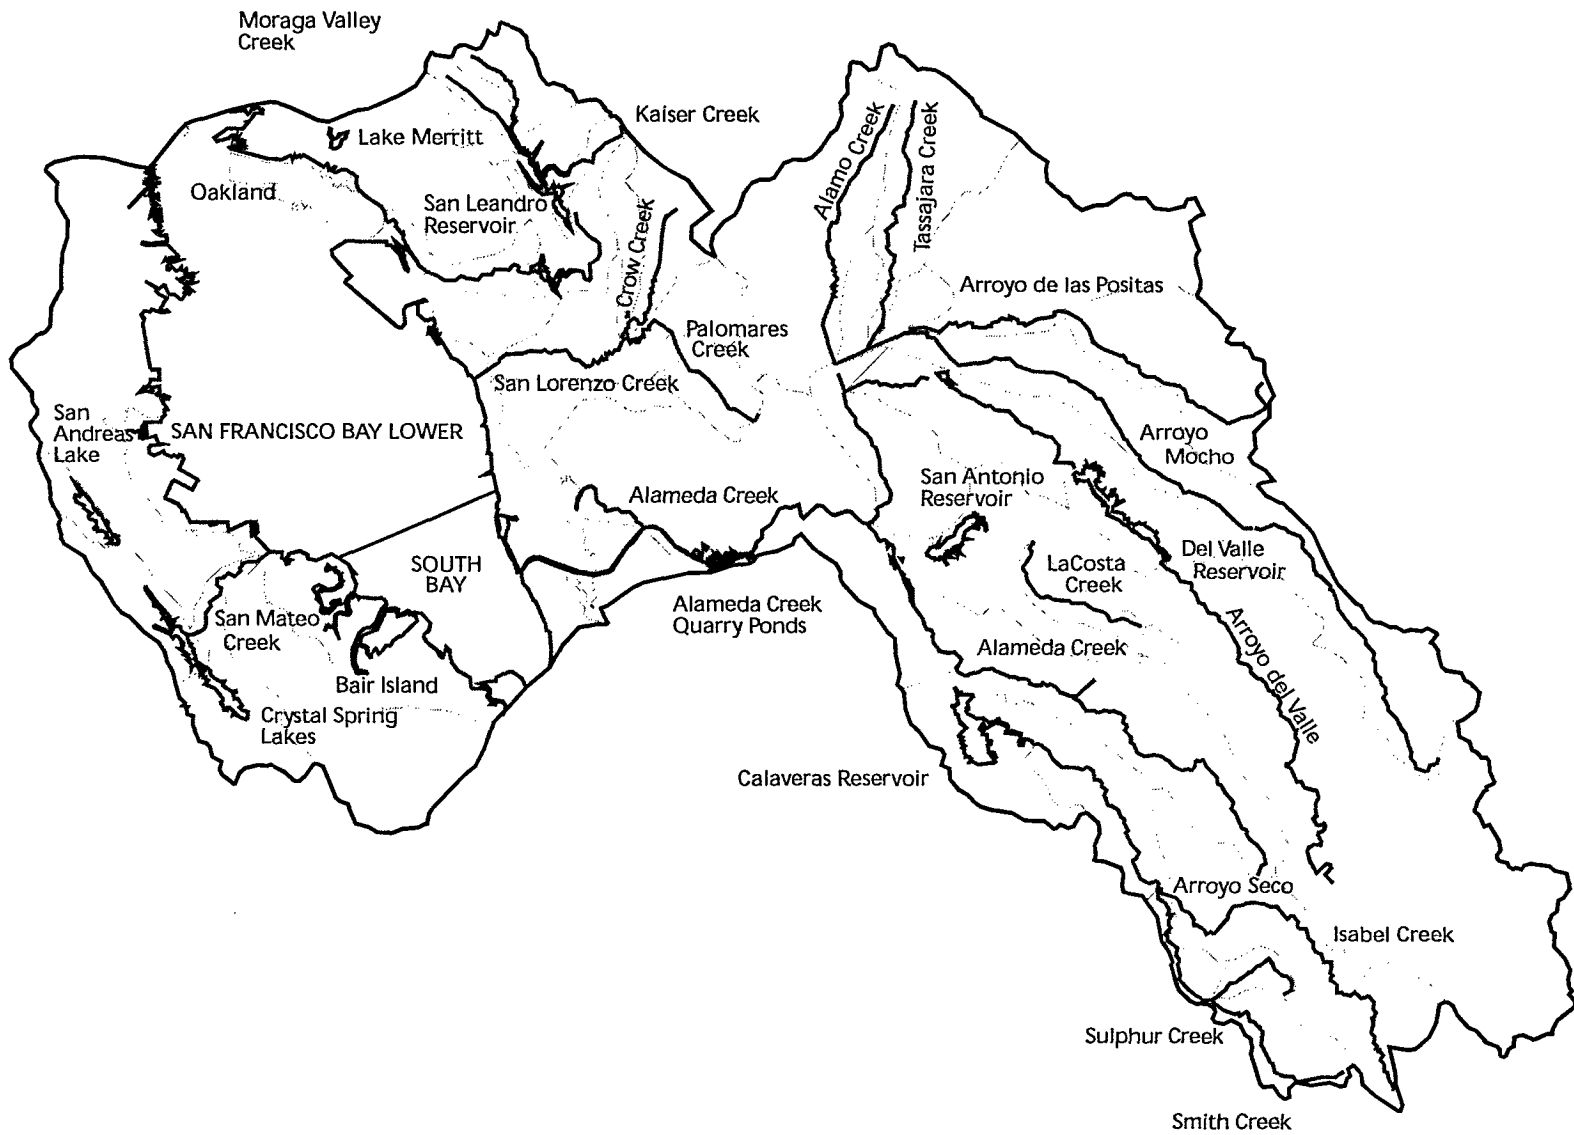 Moraga Valley
Creek
Kaiser Creek
Lake Merritt
Alamo Creek
Tassajara Creek
Oakland
San Leandro
Reservoir
Crow Creek
Arroyo de las Positas
Palomares
Creek
San Lorenzo Creek
San
Andreas
Lake
SAN FRANCISCO BAY LOWER
Arroyo
Mocho
San Antonio
Reservoir
Alameda Creek
SOUTH
BAY
Del Valle
Reservoir
LaCosta
Creek
San Mateo
Creek
Alameda Creek
Quarry Ponds
Arroyo del Valle
Alameda Creek
Bair Island
Crystal Spring
Lakes
Calaveras Reservoir
Arroyo Seco
Isabel Creek
Sulphur Creek
Smith Creek